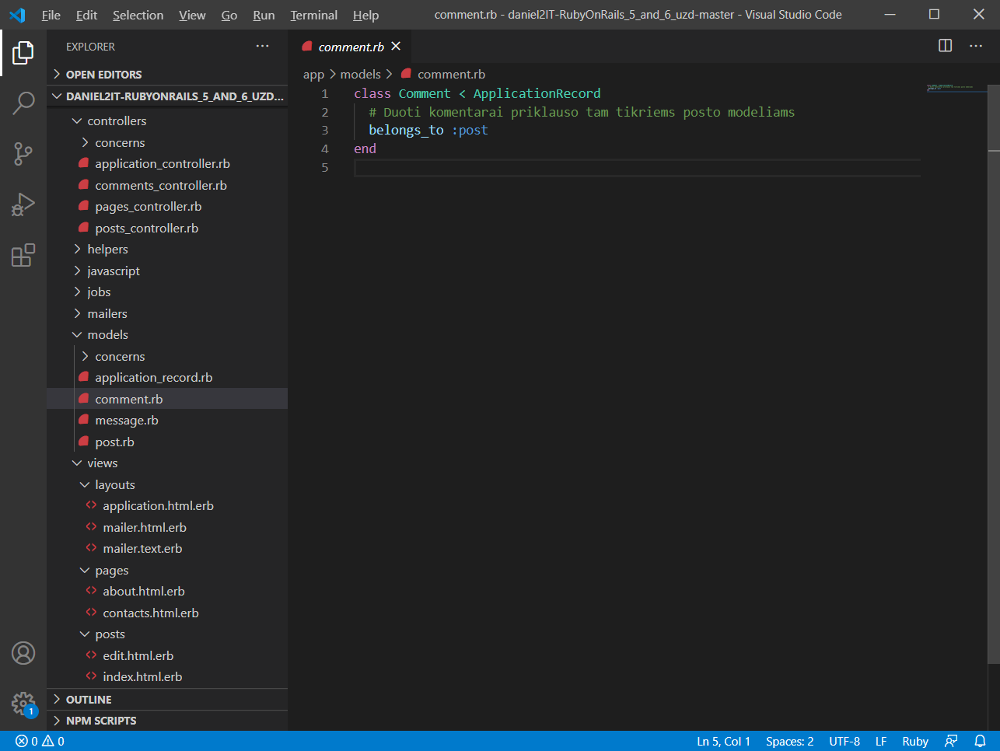 File Edit Selection View Go Run Terminal Help comment.rb - daniel2IT-RubyOnRails_5_and_6_uzd-master - Visual Studio Code
EXPLORER
OPEN EDITORS
DANIEL2IT-RUBYONRAILS_5_AND_6_UZD...
controllers
concerns
application_controller.rb
comments_controller.rb
pages_controller.rb
posts_controller.rb
helpers
javascript
jobs
mailers
models
concerns
application_record.rb
comment.rb
message.rb
post.rb
views
layouts
application.html.erb
mailer.html.erb
mailer.text.erb
pages
about.html.erb
contacts.html.erb
posts
edit.html.erb
index.html.erb
OUTLINE
NPM SCRIPTS
1
comment.rb
app > models > comment.rb
1 class Comment < ApplicationRecord
2 # Duoti komentarai priklauso tam tikriems posto modeliams
3 belongs_to :post
4 end
5
0 0 Ln 5, Col 1 Spaces: 2 UTF-8 LF Ruby